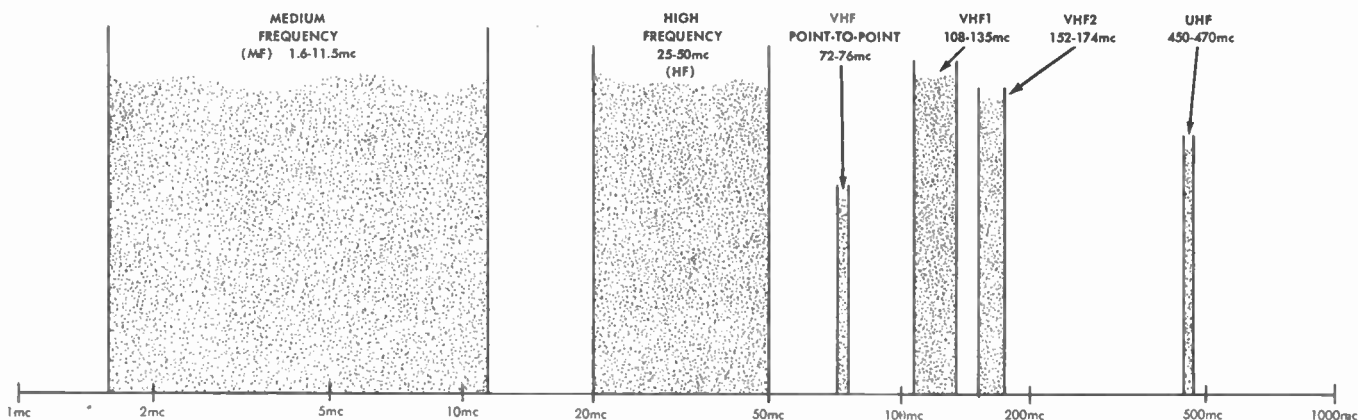 MEDIUM
FREQUENCY
(MF) 1.6-11.5mc
HIGH
FREQUENCY
25-50mc
(HF)
VHF
POINT-TO-POINT
72-76mc
VHF1
108-135mc
VHF2
152-174mc
UHF
450-470mc
1mc 2mc 5mc 10mc 20mc 50mc 100mc 200mc 500mc 1000mc